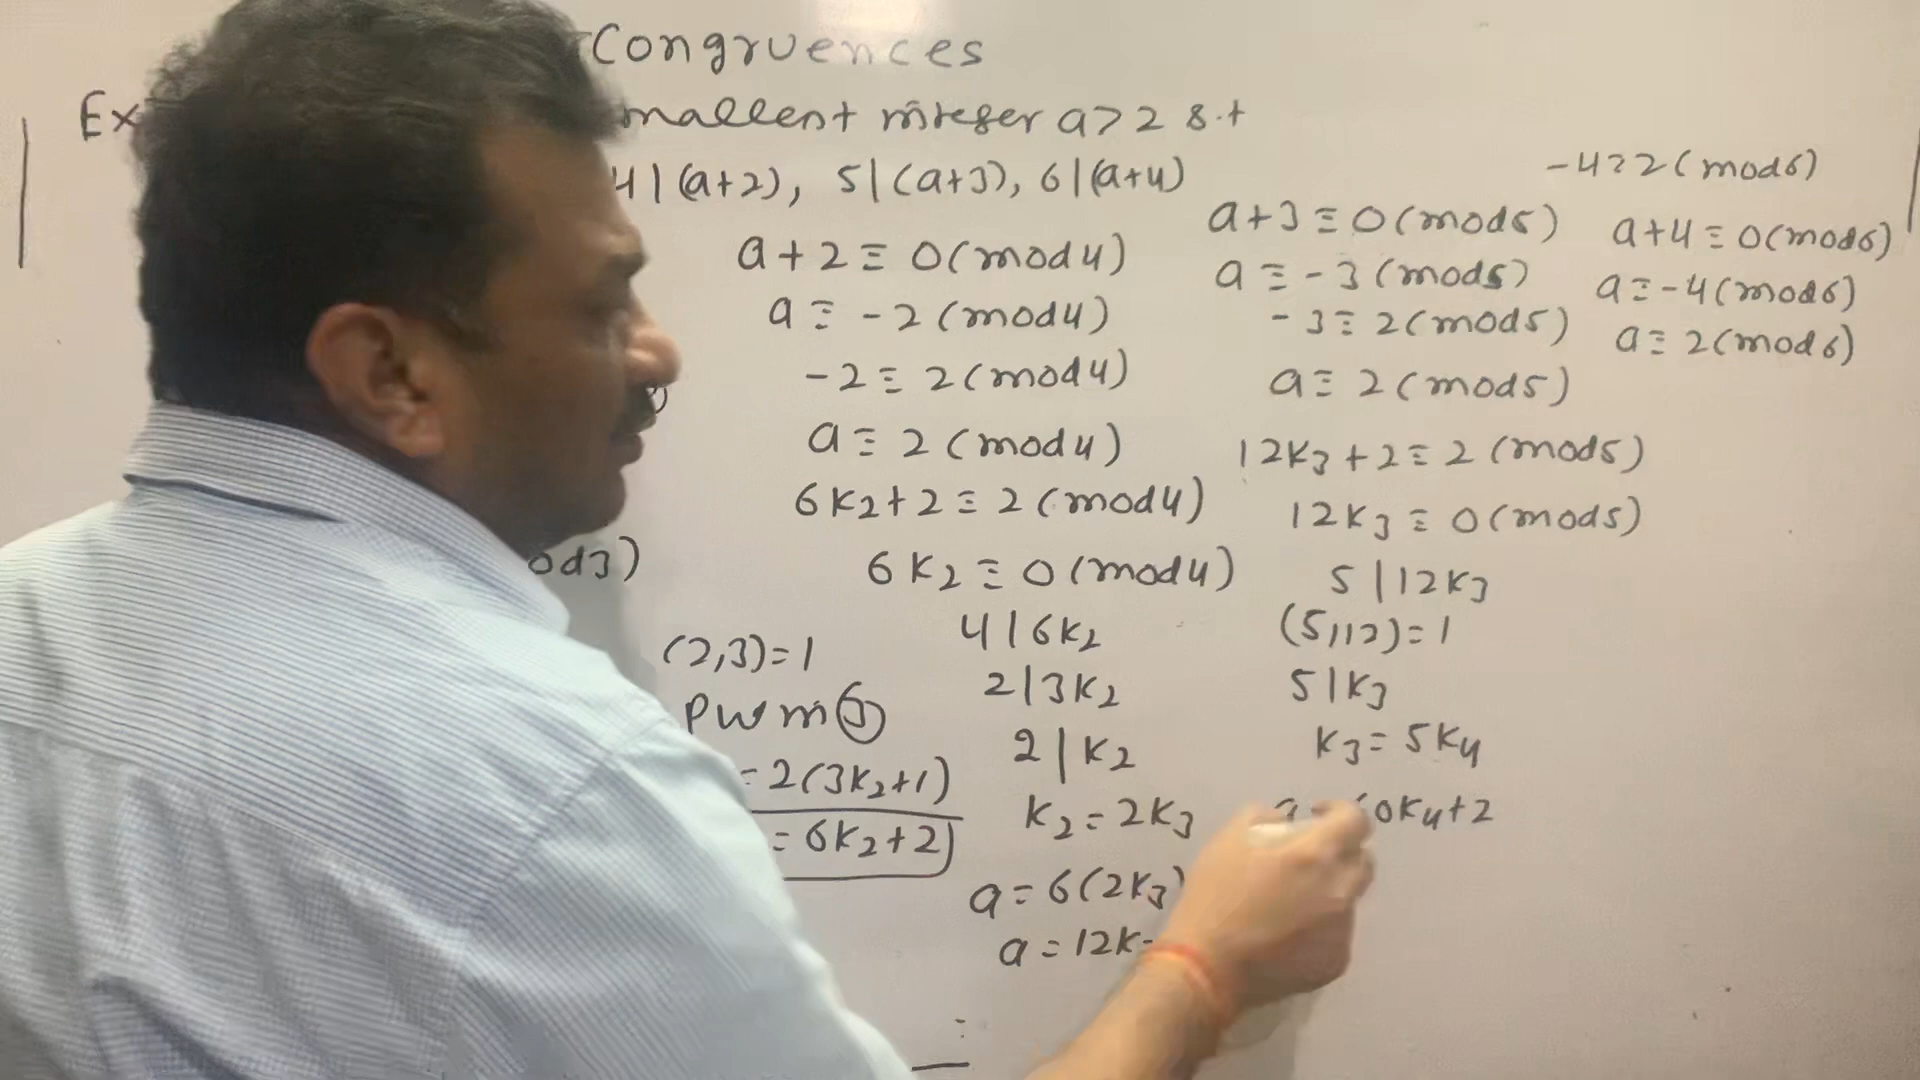 Congruences
Ex mallest integer a>2 s.t
4|(a+2), 5|(a+3), 6|(a+4)
a+2≡0(mod4)
a≡-2(mod4)
-2≡2(mod4)
a≡2(mod4)
6k2+2≡2(mod4)
6k2≡0(mod4)
4|6k2
2|3k2
2|k2
k2=2k3
a=6(2k3)
a=12k
od3)
(2,3)=1
=2(3k2+1)
=6k2+2
a+3≡0(mod5)
a≡-3(mod5)
-3≡2(mod5)
a≡2(mod5)
12k3+2≡2(mod5)
12k3≡0(mod5)
5|12k3
(5,12)=1
5|k3
k3=5k4
0k4+2
-4≡2(mod6)
a+4≡0(mod6)
a≡-4(mod6)
a≡2(mod6)